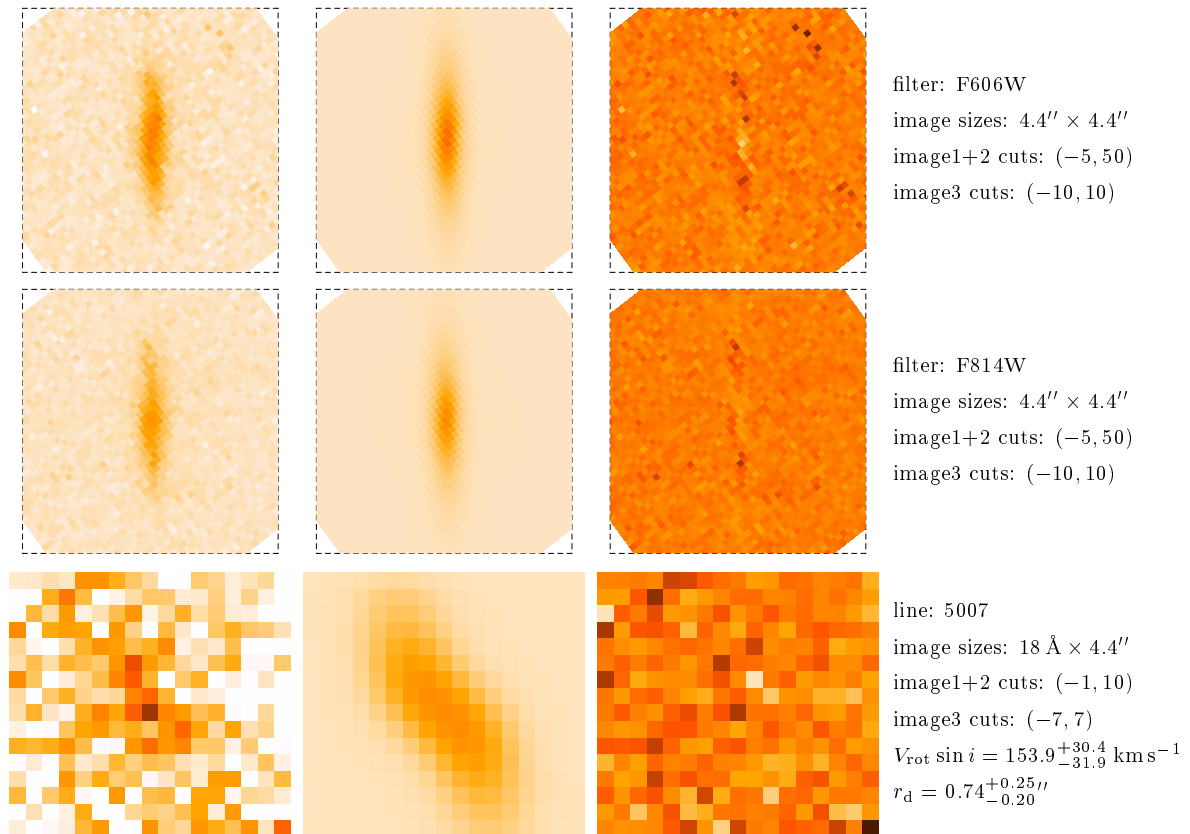 filter: F606W
image sizes: 4.4′′ × 4.4′′
image1+2 cuts: (−5, 50)
image3 cuts: (−10, 10)
filter: F814W
image sizes: 4.4′′ × 4.4′′
image1+2 cuts: (−5, 50)
image3 cuts: (−10, 10)
line: 5007
image sizes: 18 Å × 4.4′′
image1+2 cuts: (−1, 10)
image3 cuts: (−7, 7)
V_rot sin i = 153.9^{+30.4}_{−31.9} km s^{−1}
r_d = 0.74^{+0.25}_{−0.20}′′